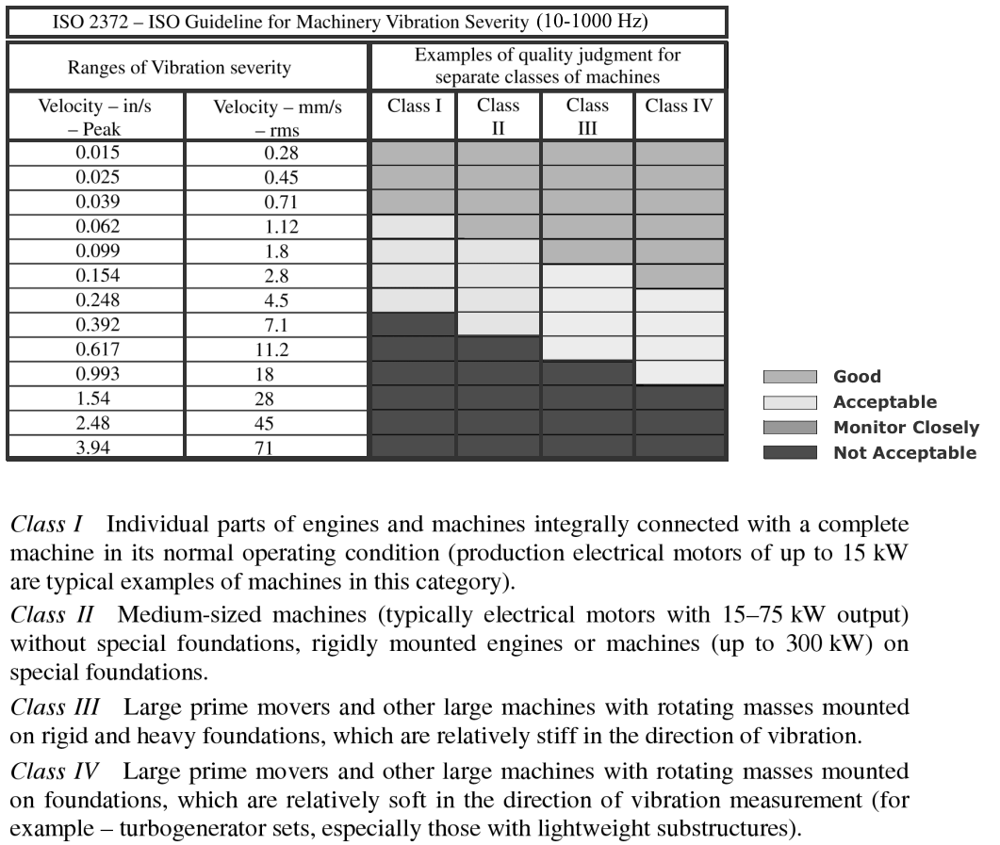 ISO 2372 – ISO Guideline for Machinery Vibration Severity (10-1000 Hz)
Ranges of Vibration severity
Examples of quality judgment for
separate classes of machines
Velocity – in/s
– Peak
Velocity – mm/s
– rms
Class I
Class
II
Class
III
Class IV
0.015 0.28
0.025 0.45
0.039 0.71
0.062 1.12
0.099 1.8
0.154 2.8
0.248 4.5
0.392 7.1
0.617 11.2
0.993 18
1.54 28
2.48 45
3.94 71
Good
Acceptable
Monitor Closely
Not Acceptable
Class I Individual parts of engines and machines integrally connected with a complete
machine in its normal operating condition (production electrical motors of up to 15 kW
are typical examples of machines in this category).
Class II Medium-sized machines (typically electrical motors with 15–75 kW output)
without special foundations, rigidly mounted engines or machines (up to 300 kW) on
special foundations.
Class III Large prime movers and other large machines with rotating masses mounted
on rigid and heavy foundations, which are relatively stiff in the direction of vibration.
Class IV Large prime movers and other large machines with rotating masses mounted
on foundations, which are relatively soft in the direction of vibration measurement (for
example – turbogenerator sets, especially those with lightweight substructures).